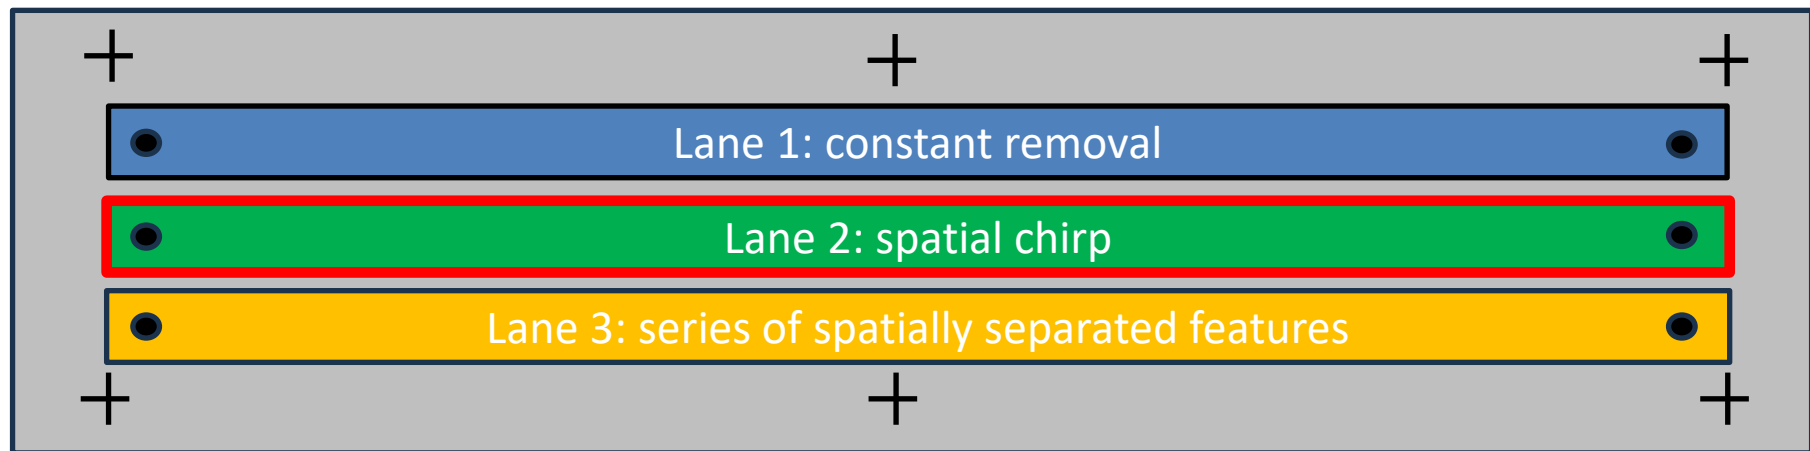 Lane 1: constant removal
Lane 2: spatial chirp
Lane 3: series of spatially separated features